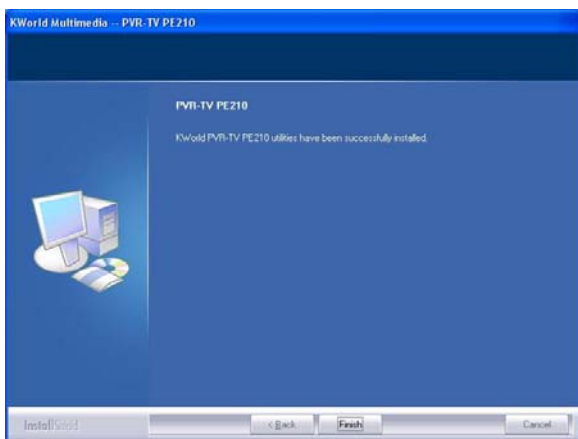 KWorld Multimedia -- PVR-TV PE210
PVR-TV PE210
KWorld PVR-TV PE210 utilities have been successfully installed.
InstallShield
< Back
Finish
Cancel